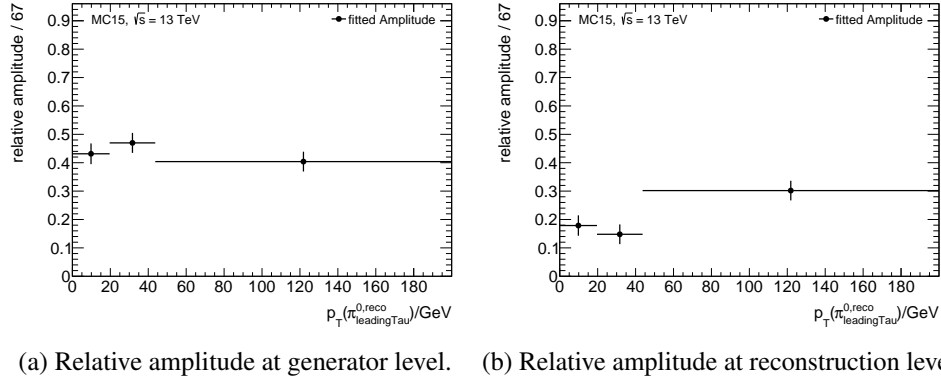 relative amplitude / 67
MC15, √s = 13 TeV
fitted Amplitude
0.9
0.8
0.7
0.6
0.5
0.4
0.3
0.2
0.1
0
0 20 40 60 80 100 120 140 160 180
p_T(π^{0,reco}_{leadingTau})/GeV
(a) Relative amplitude at generator level.
relative amplitude / 67
MC15, √s = 13 TeV
fitted Amplitude
0.9
0.8
0.7
0.6
0.5
0.4
0.3
0.2
0.1
0
0 20 40 60 80 100 120 140 160 180
p_T(π^{0,reco}_{leadingTau})/GeV
(b) Relative amplitude at reconstruction leve